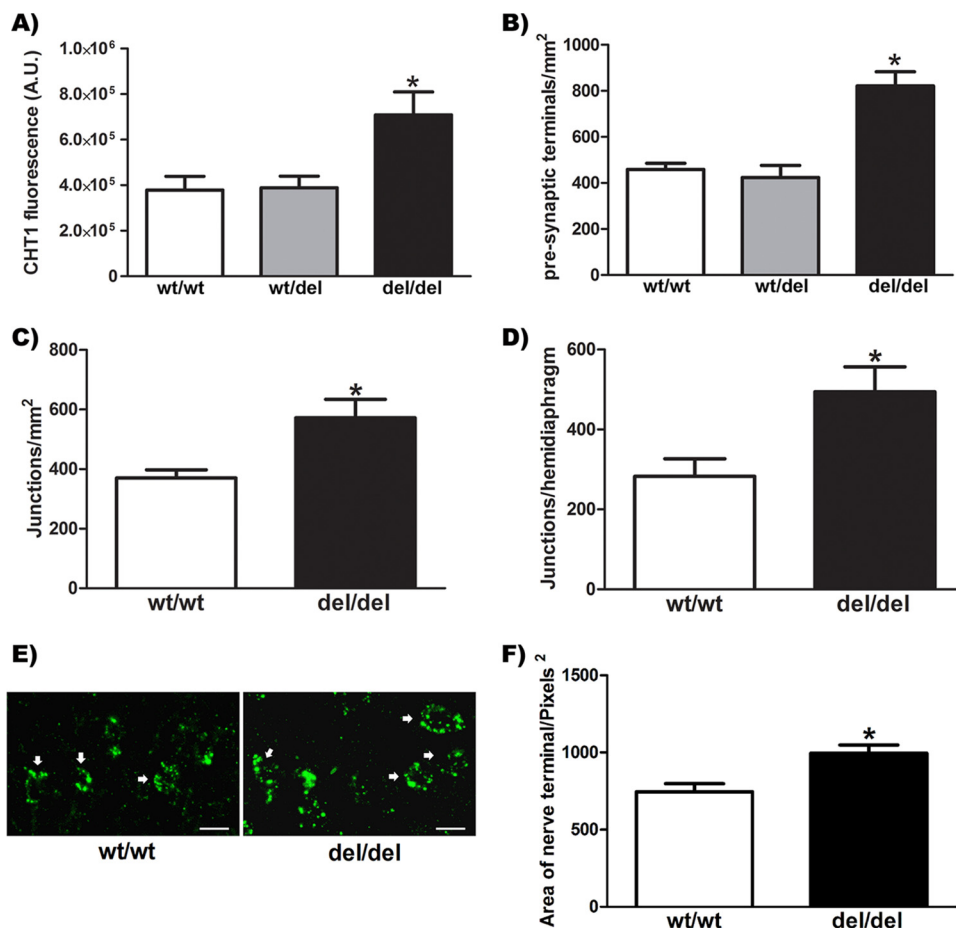 A)
CHT1 fluorescence (A.U.)
1.0×10⁶
8.0×10⁵
6.0×10⁵
4.0×10⁵
2.0×10⁵
0
*
wt/wt wt/del del/del
B)
pre-synaptic terminals/mm²
1000
800
600
400
200
0
*
wt/wt wt/del del/del
C)
Junctions/mm²
800
600
400
200
0
*
wt/wt del/del
D)
Junctions/hemidiaphragm
600
400
200
0
*
wt/wt del/del
E)
wt/wt del/del
F)
Area of nerve terminal/Pixels ²
1500
1000
500
0
*
wt/wt del/del